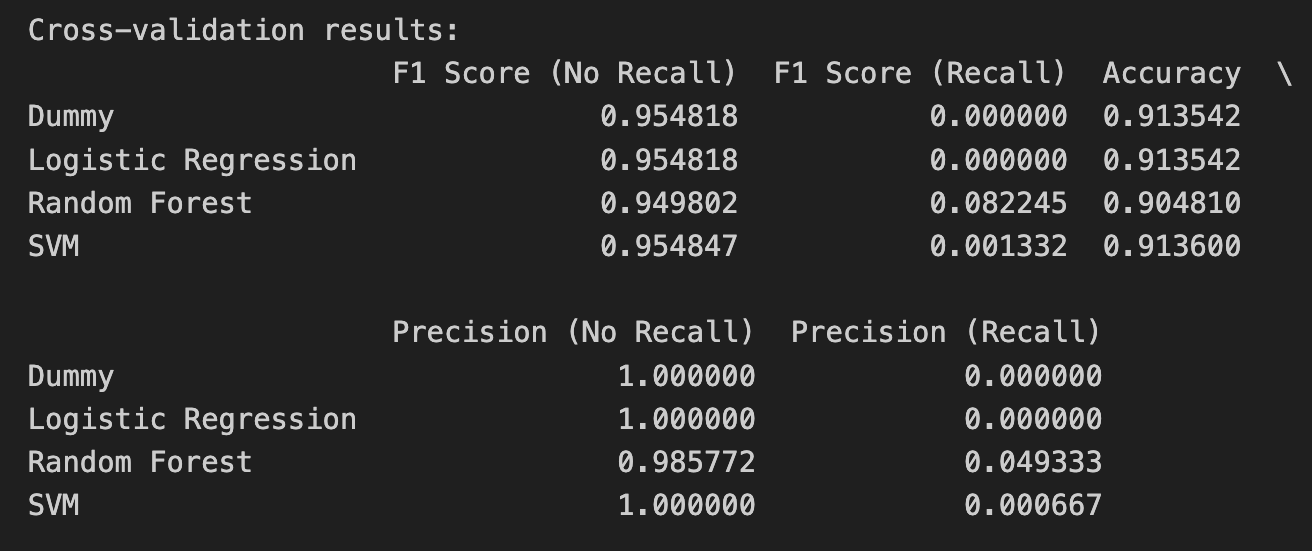 Cross-validation results:
F1 Score (No Recall) F1 Score (Recall) Accuracy \
Dummy 0.954818 0.000000 0.913542
Logistic Regression 0.954818 0.000000 0.913542
Random Forest 0.949802 0.082245 0.904810
SVM 0.954847 0.001332 0.913600
Precision (No Recall) Precision (Recall)
Dummy 1.000000 0.000000
Logistic Regression 1.000000 0.000000
Random Forest 0.985772 0.049333
SVM 1.000000 0.000667